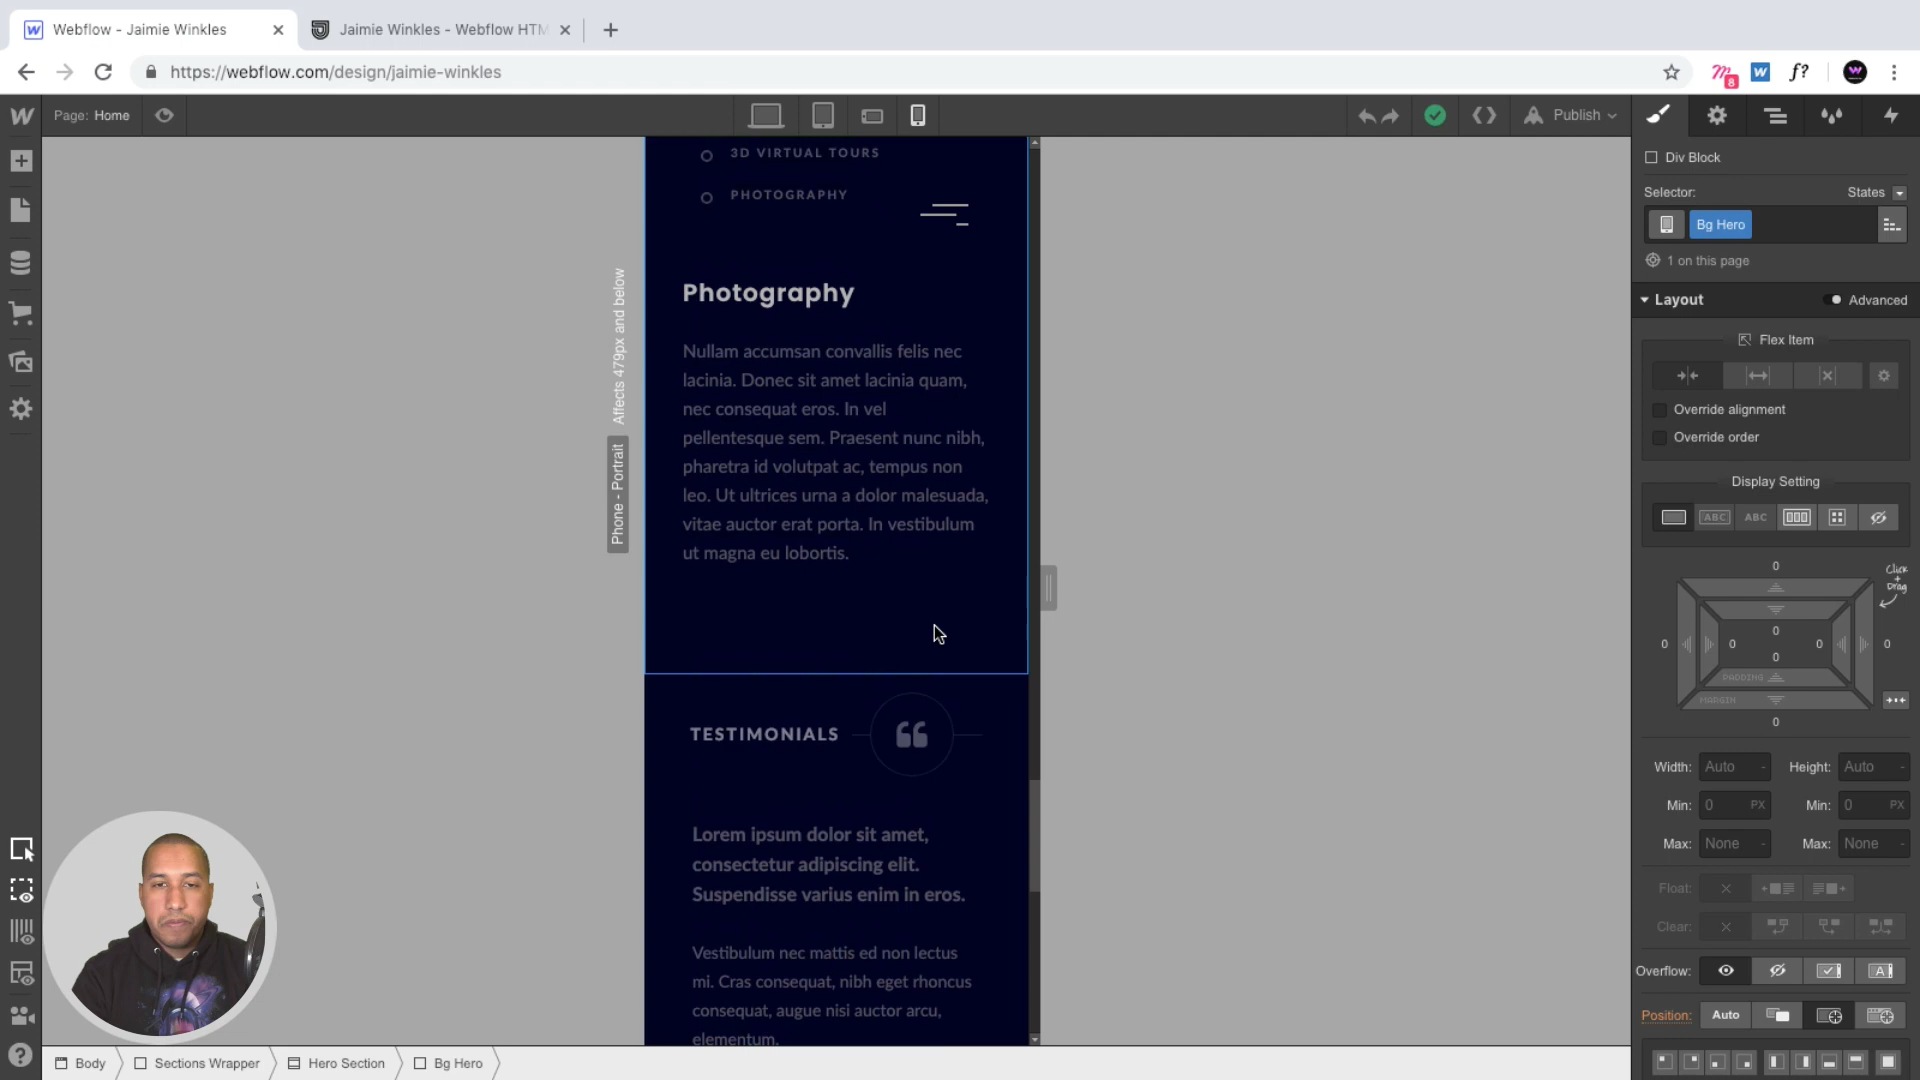 Webflow - Jaimie Winkles
Jaimie Winkles - Webflow HTM
https://webflow.com/design/jaimie-winkles
8
W
f?
W
Page: Home
Publish
Div Block
Selector:
States
Bg Hero
1 on this page
Layout
Advanced
Flex Item
Override alignment
Override order
Display Setting
ABC
ABC
0
Click
+
Drag
0
0
0
0
0
0
PADDING
MARGIN
0
Width: Auto -
Height: Auto -
Min: 0 PX
Min: 0 PX
Max: None -
Max: None -
Float:
Clear:
Overflow:
A
Position: Auto
Affects 479px and below
Phone - Portrait
3D VIRTUAL TOURS
PHOTOGRAPHY
Photography
Nullam accumsan convallis felis nec
lacinia. Donec sit amet lacinia quam,
nec consequat eros. In vel
pellentesque sem. Praesent nunc nibh,
pharetra id volutpat ac, tempus non
leo. Ut ultrices urna a dolor malesuada,
vitae auctor erat porta. In vestibulum
ut magna eu lobortis.
TESTIMONIALS
Lorem ipsum dolor sit amet,
consectetur adipiscing elit.
Suspendisse varius enim in eros.
Vestibulum nec mattis ed non lectus
mi. Cras consequat, nibh eget rhoncus
consequat, augue nisi auctor arcu,
elementum.
Body
Sections Wrapper
Hero Section
Bg Hero